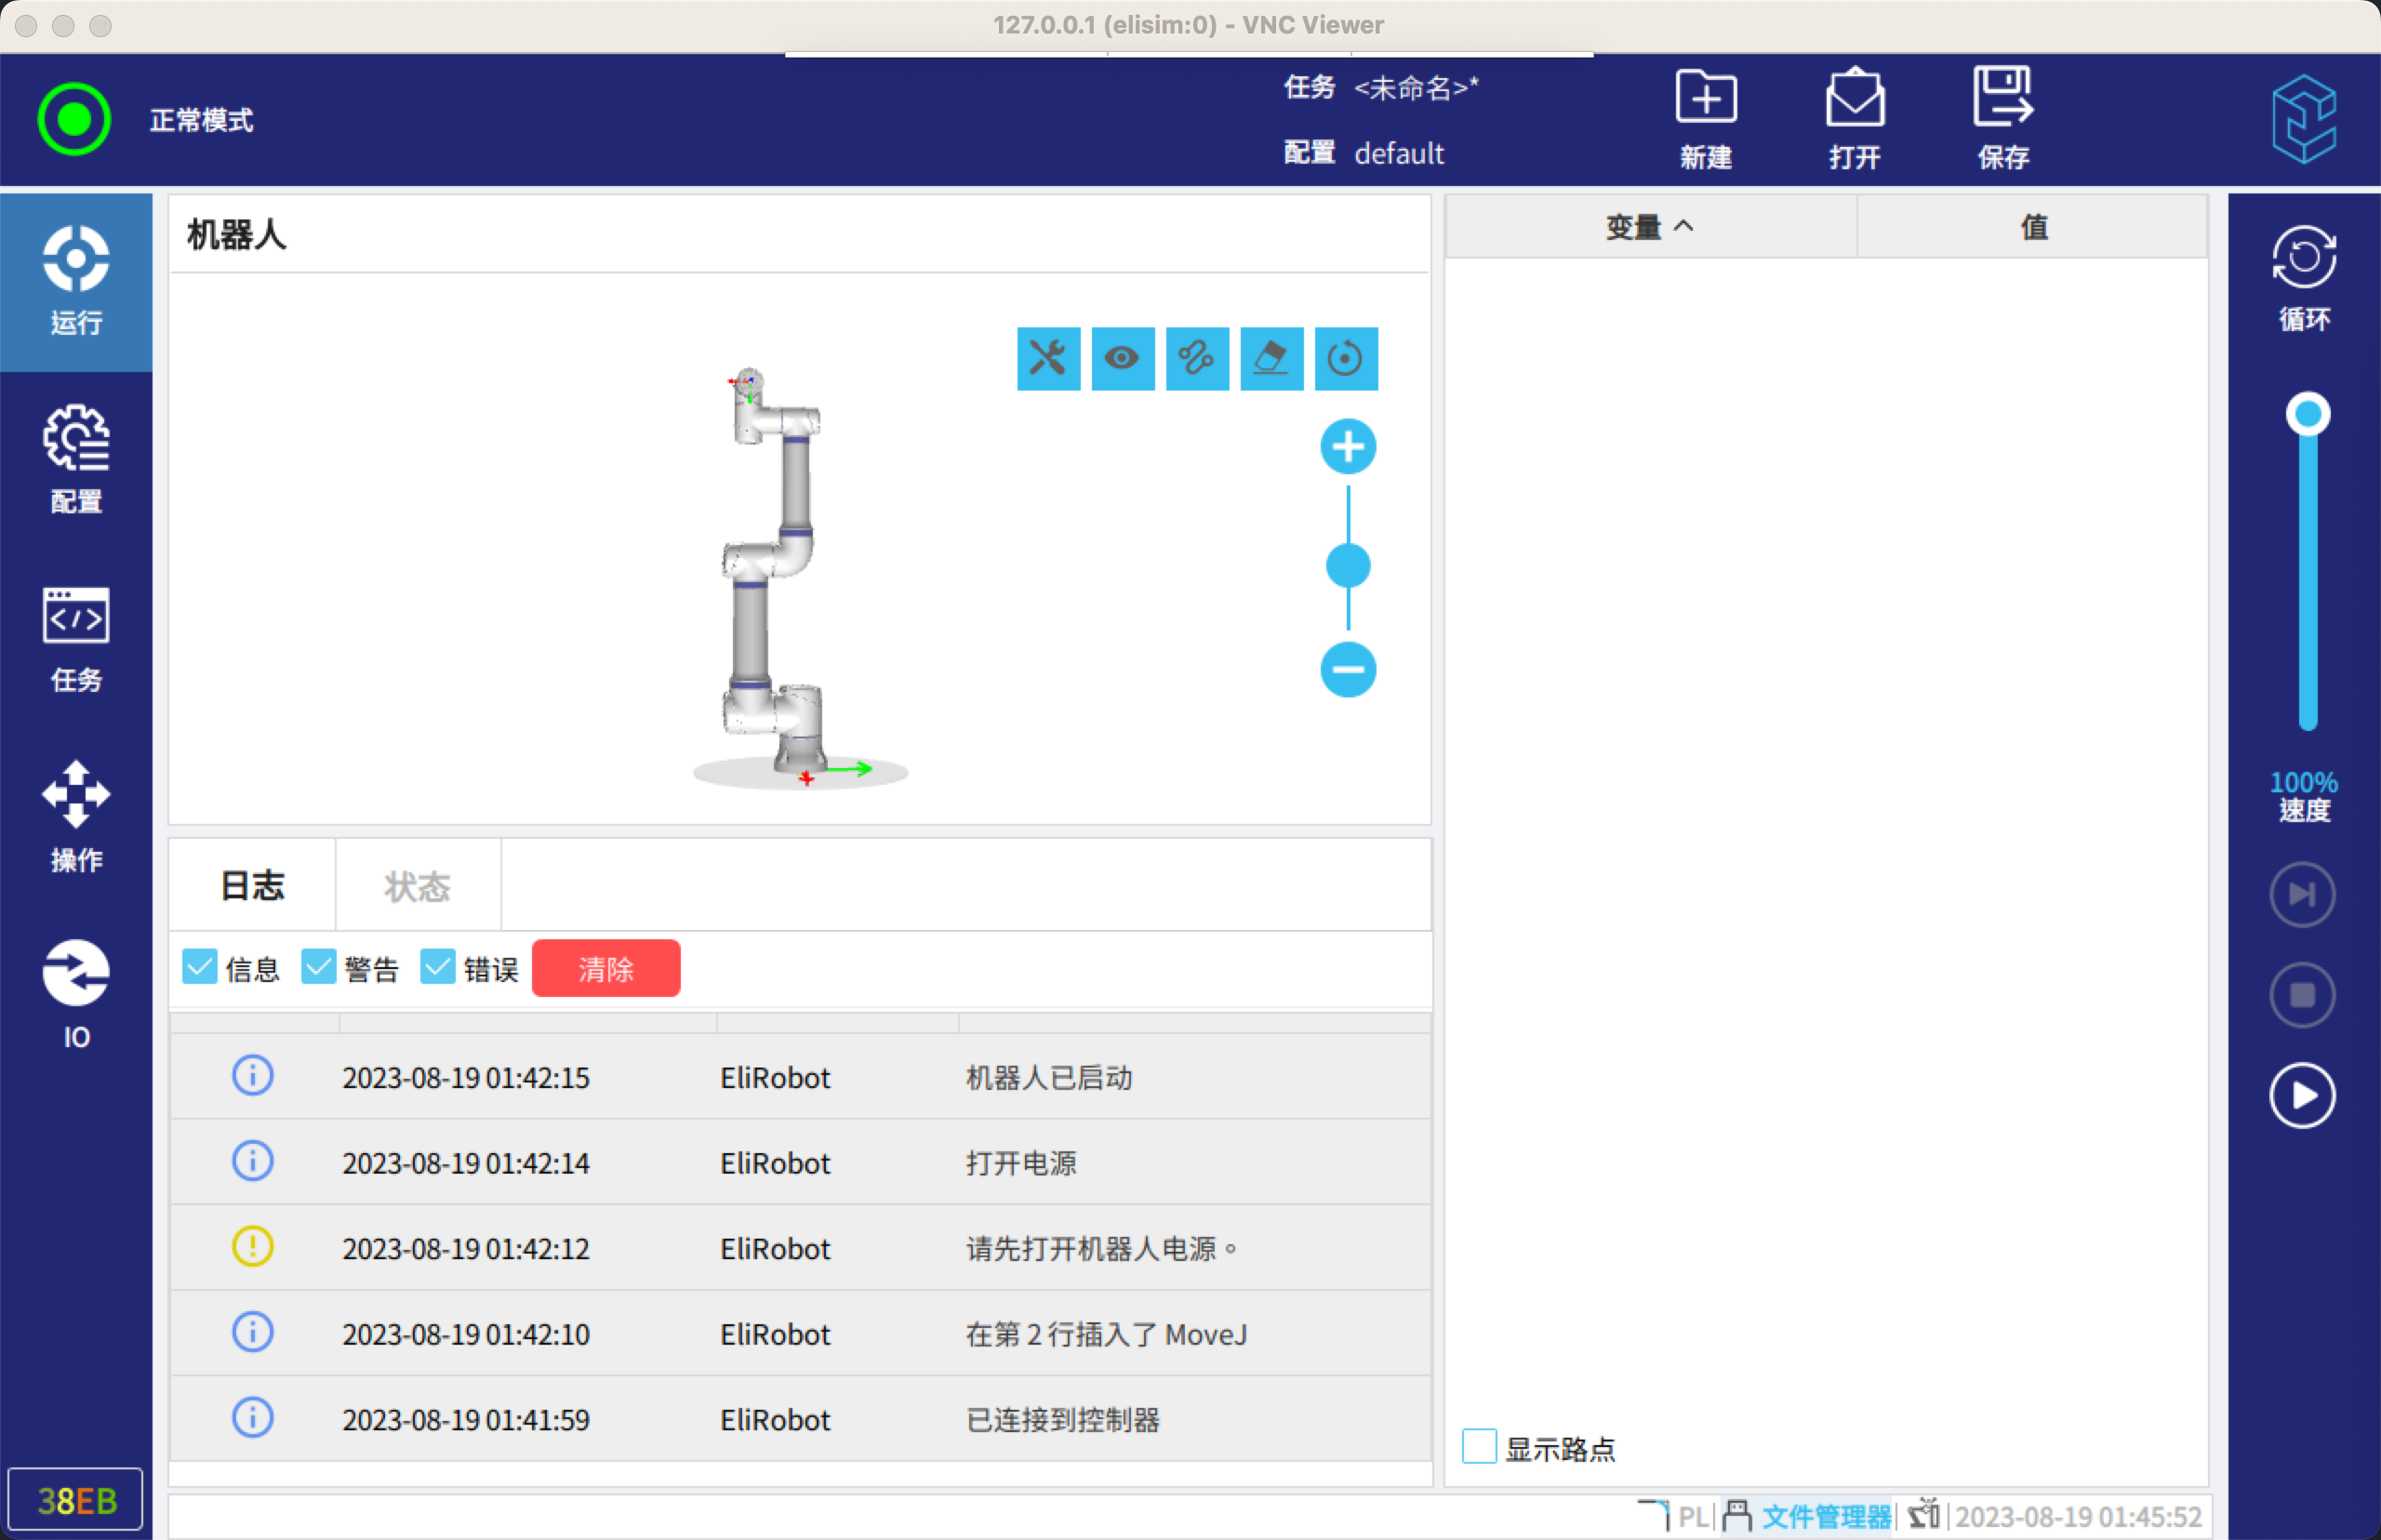 127.0.0.1 (elisim:0) - VNC Viewer
正常模式
任务 <未命名>*
配置 default
新建
打开
保存
运行
配置
任务
操作
IO
38EB
机器人
日志
状态
信息
警告
错误
清除
2023-08-19 01:42:15 EliRobot 机器人已启动
2023-08-19 01:42:14 EliRobot 打开电源
2023-08-19 01:42:12 EliRobot 请先打开机器人电源。
2023-08-19 01:42:10 EliRobot 在第 2 行插入了 MoveJ
2023-08-19 01:41:59 EliRobot 已连接到控制器
变量
值
显示路点
循环
100%
速度
PL
文件管理器
2023-08-19 01:45:52